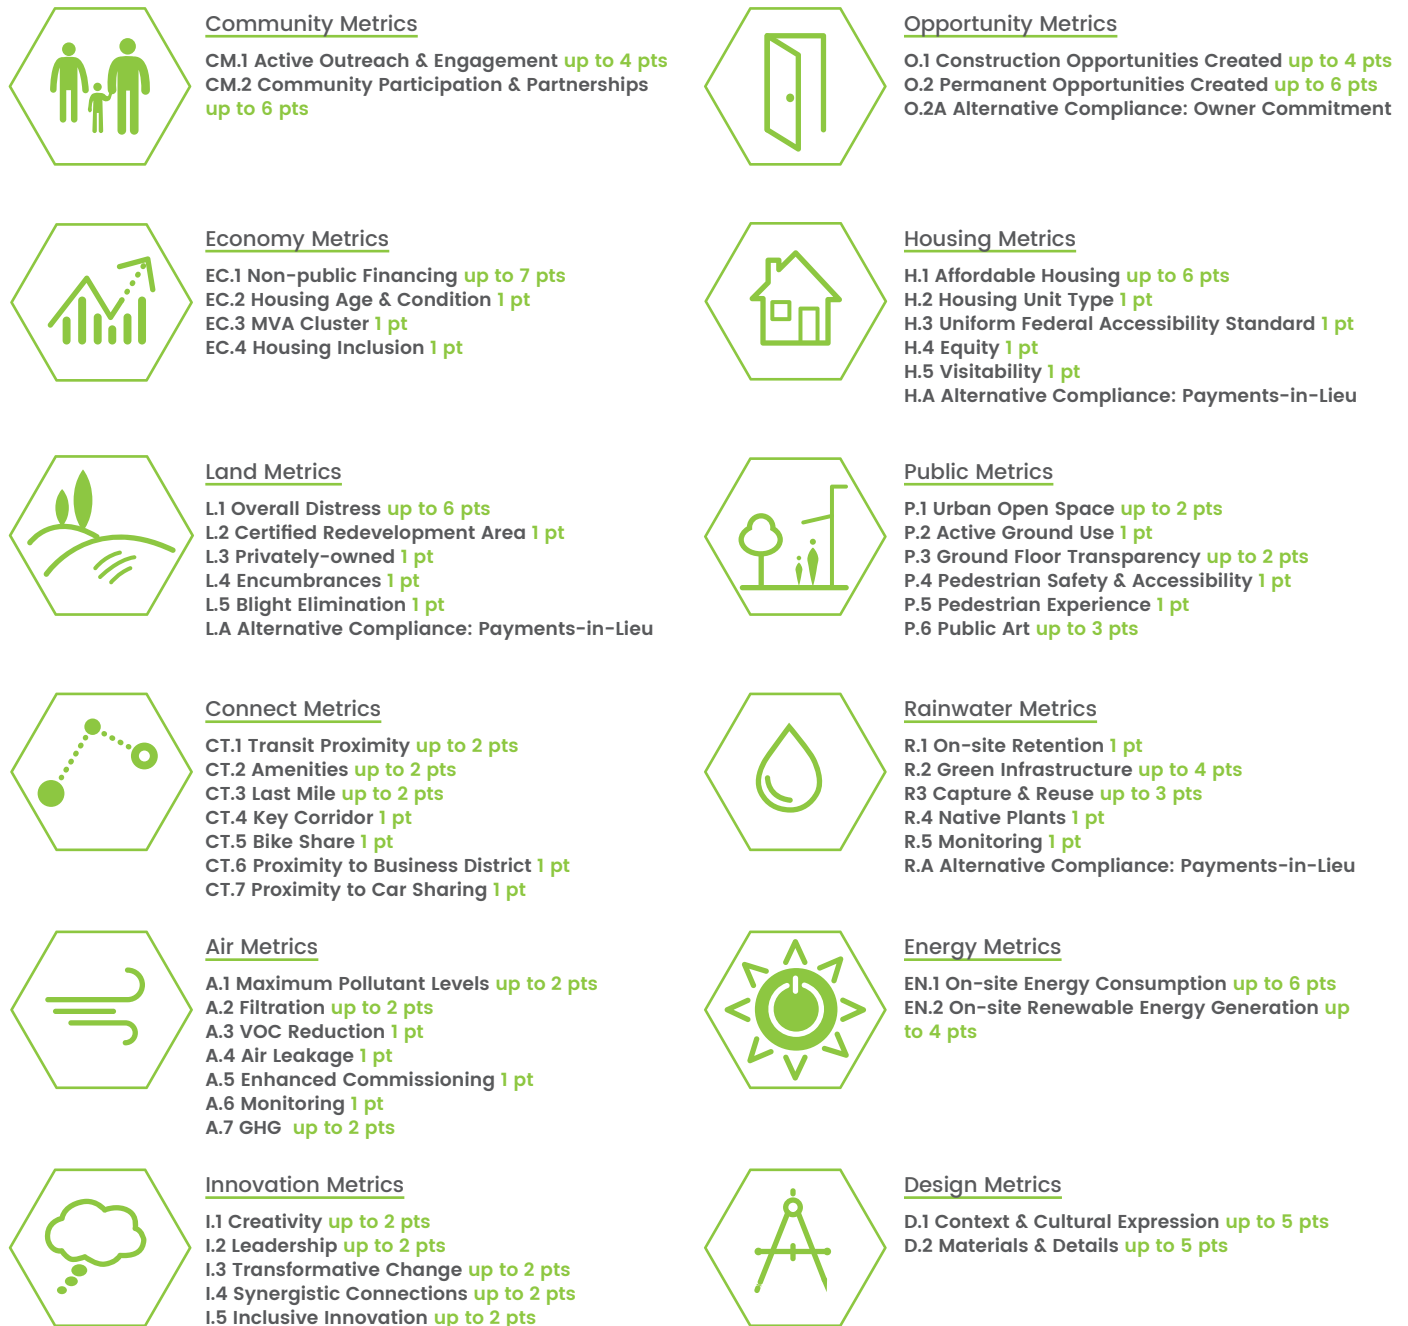 Community Metrics
CM.1 Active Outreach & Engagement up to 4 pts
CM.2 Community Participation & Partnerships
up to 6 pts
Opportunity Metrics
O.1 Construction Opportunities Created up to 4 pts
O.2 Permanent Opportunities Created up to 6 pts
O.2A Alternative Compliance: Owner Commitment
Economy Metrics
EC.1 Non-public Financing up to 7 pts
EC.2 Housing Age & Condition 1 pt
EC.3 MVA Cluster 1 pt
EC.4 Housing Inclusion 1 pt
Housing Metrics
H.1 Affordable Housing up to 6 pts
H.2 Housing Unit Type 1 pt
H.3 Uniform Federal Accessibility Standard 1 pt
H.4 Equity 1 pt
H.5 Visitability 1 pt
H.A Alternative Compliance: Payments-in-Lieu
Land Metrics
L.1 Overall Distress up to 6 pts
L.2 Certified Redevelopment Area 1 pt
L.3 Privately-owned 1 pt
L.4 Encumbrances 1 pt
L.5 Blight Elimination 1 pt
L.A Alternative Compliance: Payments-in-Lieu
Public Metrics
P.1 Urban Open Space up to 2 pts
P.2 Active Ground Use 1 pt
P.3 Ground Floor Transparency up to 2 pts
P.4 Pedestrian Safety & Accessibility 1 pt
P.5 Pedestrian Experience 1 pt
P.6 Public Art up to 3 pts
Connect Metrics
CT.1 Transit Proximity up to 2 pts
CT.2 Amenities up to 2 pts
CT.3 Last Mile up to 2 pts
CT.4 Key Corridor 1 pt
CT.5 Bike Share 1 pt
CT.6 Proximity to Business District 1 pt
CT.7 Proximity to Car Sharing 1 pt
Rainwater Metrics
R.1 On-site Retention 1 pt
R.2 Green Infrastructure up to 4 pts
R3 Capture & Reuse up to 3 pts
R.4 Native Plants 1 pt
R.5 Monitoring 1 pt
R.A Alternative Compliance: Payments-in-Lieu
Air Metrics
A.1 Maximum Pollutant Levels up to 2 pts
A.2 Filtration up to 2 pts
A.3 VOC Reduction 1 pt
A.4 Air Leakage 1 pt
A.5 Enhanced Commissioning 1 pt
A.6 Monitoring 1 pt
A.7 GHG up to 2 pts
Energy Metrics
EN.1 On-site Energy Consumption up to 6 pts
EN.2 On-site Renewable Energy Generation up
to 4 pts
Innovation Metrics
I.1 Creativity up to 2 pts
I.2 Leadership up to 2 pts
I.3 Transformative Change up to 2 pts
I.4 Synergistic Connections up to 2 pts
I.5 Inclusive Innovation up to 2 pts
Design Metrics
D.1 Context & Cultural Expression up to 5 pts
D.2 Materials & Details up to 5 pts